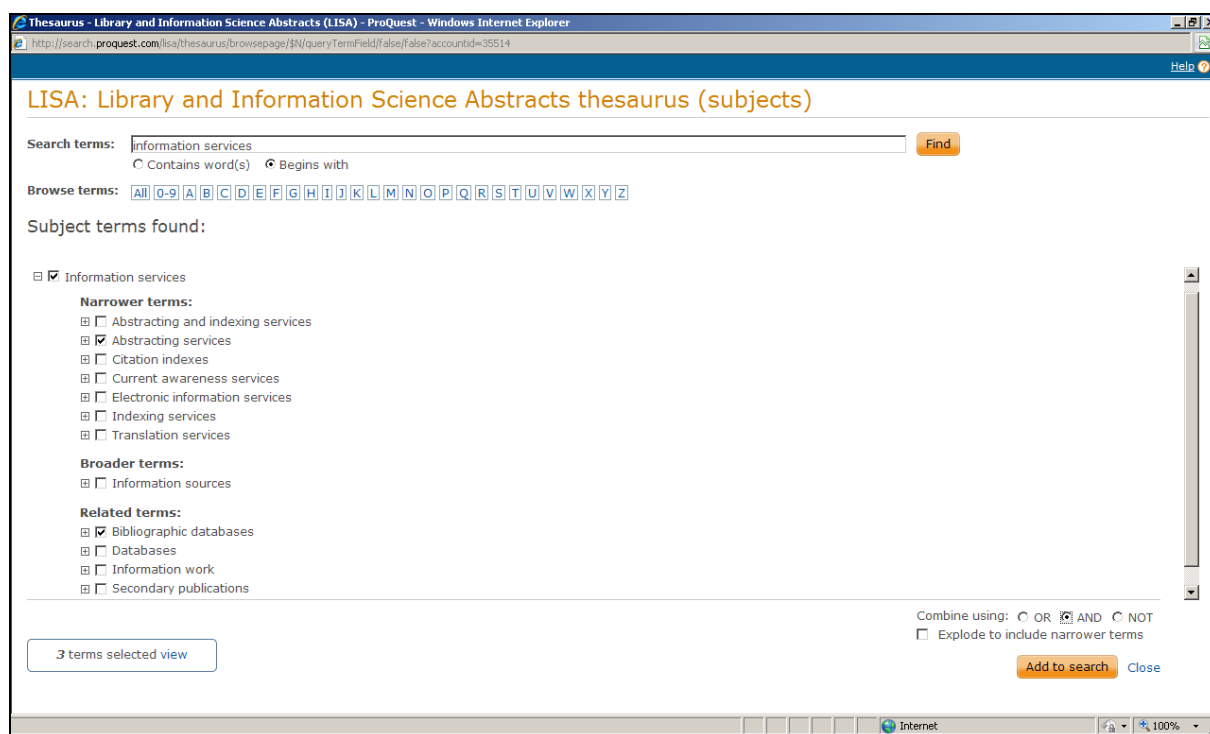 Thesaurus - Library and Information Science Abstracts (LISA) - ProQuest - Windows Internet Explorer
http://search.proquest.com/lisa/thesaurus/browsepage/$N/queryTermField/false/false?accountid=35514
Help
LISA: Library and Information Science Abstracts thesaurus (subjects)
Search terms: information services Find
Contains word(s) Begins with
Browse terms: All 0-9 A B C D E F G H I J K L M N O P Q R S T U V W X Y Z
Subject terms found:
Information services
Narrower terms:
Abstracting and indexing services
Abstracting services
Citation indexes
Current awareness services
Electronic information services
Indexing services
Translation services
Broader terms:
Information sources
Related terms:
Bibliographic databases
Databases
Information work
Secondary publications
Combine using: OR AND NOT
Explode to include narrower terms
3 terms selected view
Add to search Close
Internet 100%